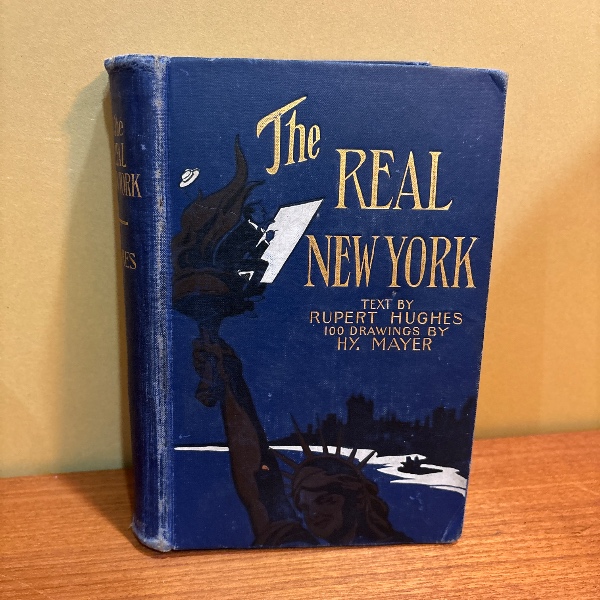 The
REAL
NEW YORK
TEXT BY
RUPERT HUGHES
100 DRAWINGS BY
HY. MAYER